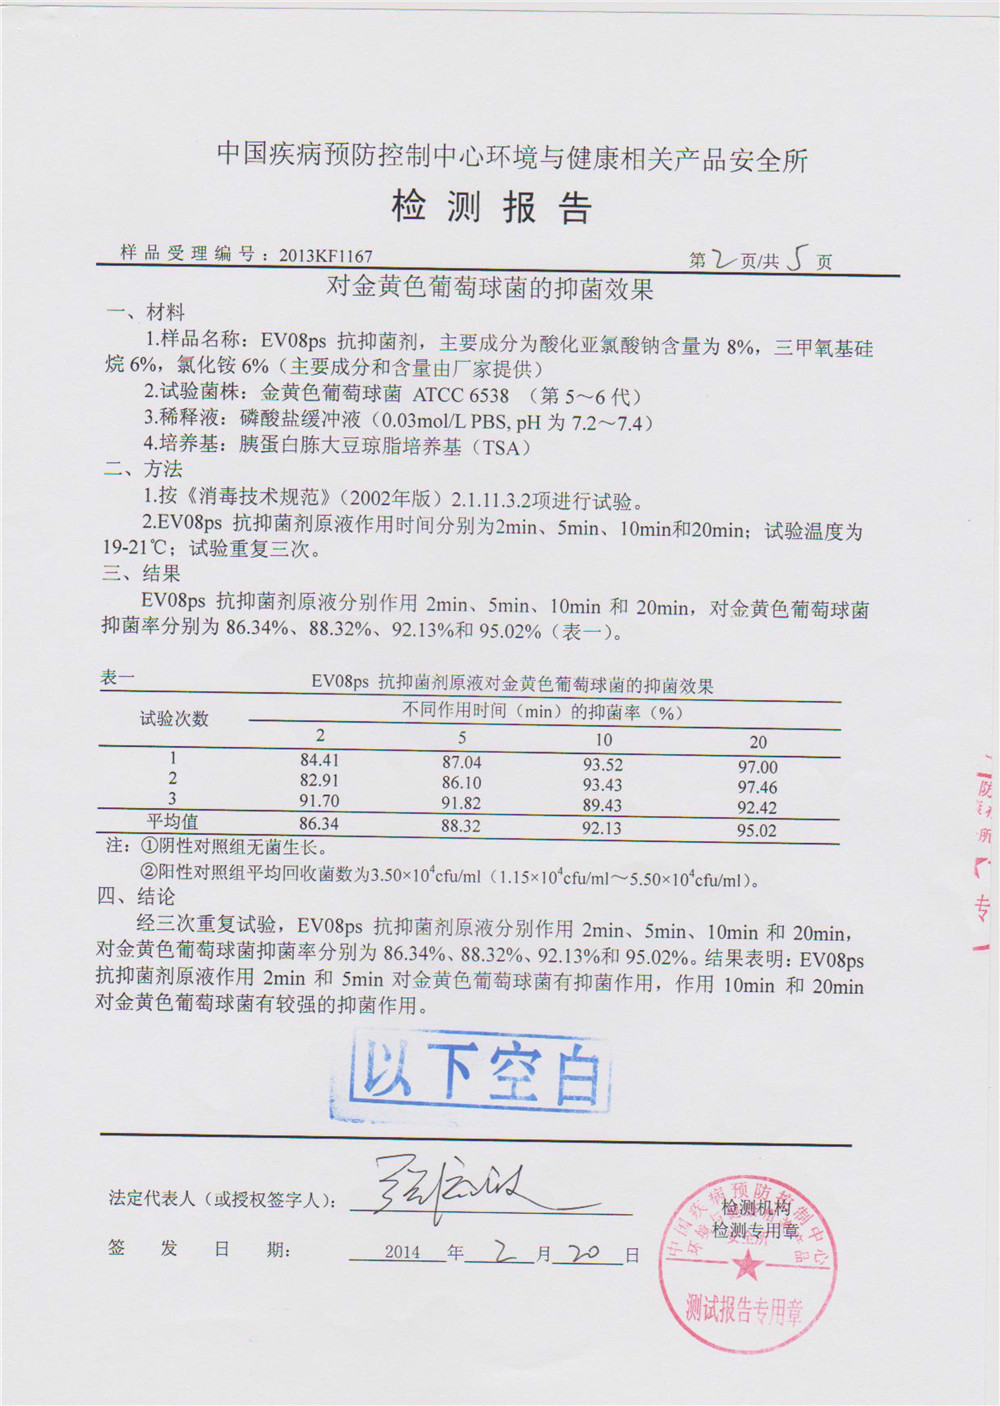 中国疾病预防控制中心环境与健康相关产品安全所
检 测 报 告
样 品 受 理 编 号 : 2013KF1167
第 2 页/共 5 页
对金黄色葡萄球菌的抑菌效果
一、材料
1.样品名称：EV08ps 抗抑菌剂，主要成分为酸化亚氯酸钠含量为 8%，三甲氧基硅
烷 6%，氯化铵 6%（主要成分和含量由厂家提供）
2.试验菌株：金黄色葡萄球菌 ATCC 6538 （第 5～6 代）
3.稀释液：磷酸盐缓冲液（0.03mol/L PBS, pH 为 7.2～7.4）
4.培养基：胰蛋白胨大豆琼脂培养基（TSA）
二、方法
1.按《消毒技术规范》（2002年版）2.1.11.3.2项进行试验。
2.EV08ps 抗抑菌剂原液作用时间分别为2min、5min、10min和20min；试验温度为
19-21℃；试验重复三次。
三、结果
EV08ps 抗抑菌剂原液分别作用 2min、5min、10min 和 20min，对金黄色葡萄球菌
抑菌率分别为 86.34%、88.32%、92.13%和 95.02%（表一）。
表一 EV08ps 抗抑菌剂原液对金黄色葡萄球菌的抑菌效果
试验次数 不同作用时间（min）的抑菌率（%）
2 5 10 20
1 84.41 87.04 93.52 97.00
2 82.91 86.10 93.43 97.46
3 91.70 91.82 89.43 92.42
平均值 86.34 88.32 92.13 95.02
注：①阴性对照组无菌生长。
②阳性对照组平均回收菌数为3.50×10⁴cfu/ml（1.15×10⁴cfu/ml～5.50×10⁴cfu/ml）。
四、结论
经三次重复试验，EV08ps 抗抑菌剂原液分别作用 2min、5min、10min 和 20min，
对金黄色葡萄球菌抑菌率分别为 86.34%、88.32%、92.13%和 95.02%。结果表明：EV08ps
抗抑菌剂原液作用 2min 和 5min 对金黄色葡萄球菌有抑菌作用，作用 10min 和 20min
对金黄色葡萄球菌有较强的抑菌作用。
以下空白
法定代表人（或授权签字人）：
签 发 日 期： 2014 年 2 月 20 日
检测机构
检测专用章
中国疾病预防控制中心
环境与健康相关产品
安全所
测试报告专用章
防
所
专